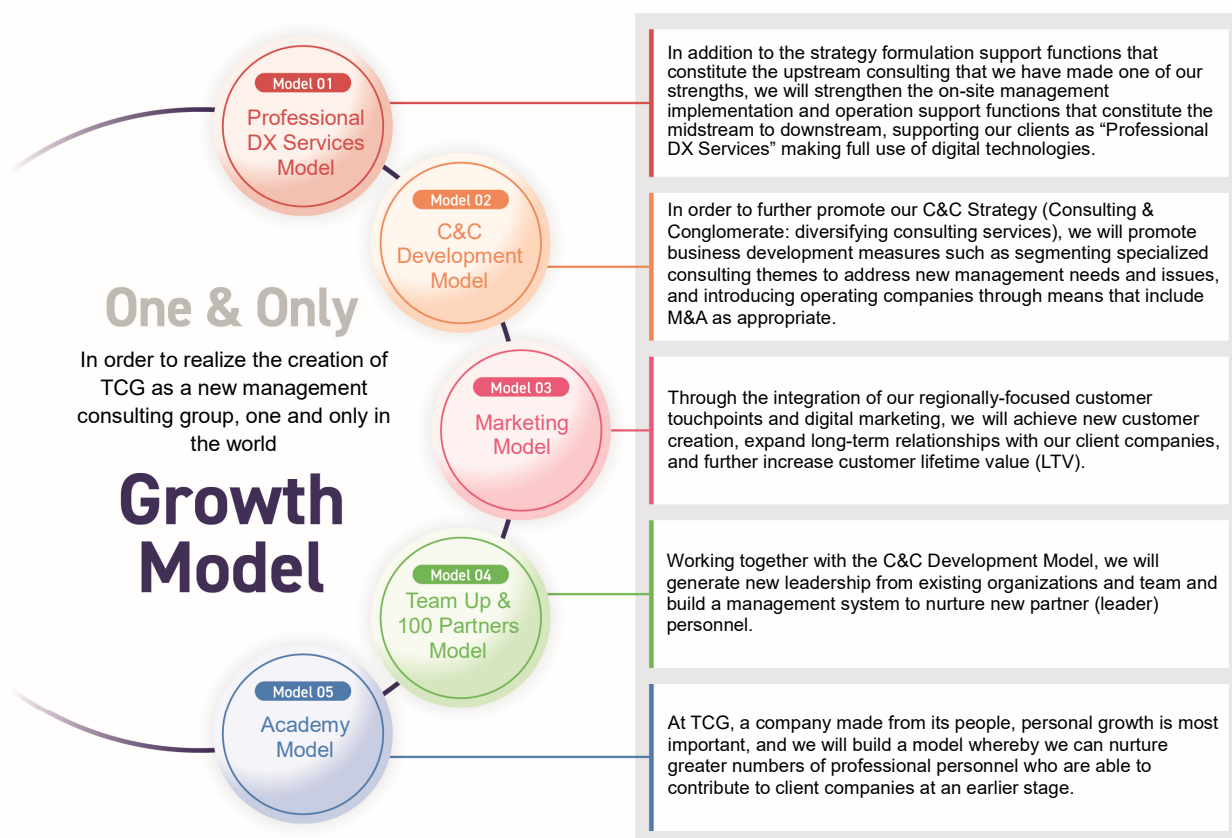 One & Only
In order to realize the creation of
TCG as a new management
consulting group, one and only in
the world
Growth
Model
Model 01
Professional
DX Services
Model
In addition to the strategy formulation support functions that
constitute the upstream consulting that we have made one of our
strengths, we will strengthen the on-site management
implementation and operation support functions that constitute the
midstream to downstream, supporting our clients as “Professional
DX Services” making full use of digital technologies.
Model 02
C&C
Development
Model
In order to further promote our C&C Strategy (Consulting &
Conglomerate: diversifying consulting services), we will promote
business development measures such as segmenting specialized
consulting themes to address new management needs and issues,
and introducing operating companies through means that include
M&A as appropriate.
Model 03
Marketing
Model
Through the integration of our regionally-focused customer
touchpoints and digital marketing, we will achieve new customer
creation, expand long-term relationships with our client companies,
and further increase customer lifetime value (LTV).
Model 04
Team Up &
100 Partners
Model
Working together with the C&C Development Model, we will
generate new leadership from existing organizations and team and
build a management system to nurture new partner (leader)
personnel.
Model 05
Academy
Model
At TCG, a company made from its people, personal growth is most
important, and we will build a model whereby we can nurture
greater numbers of professional personnel who are able to
contribute to client companies at an earlier stage.